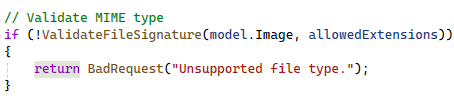 // Validate MIME type
if (!ValidateFileSignature(model.Image, allowedExtensions))
{
    return BadRequest("Unsupported file type.");
}